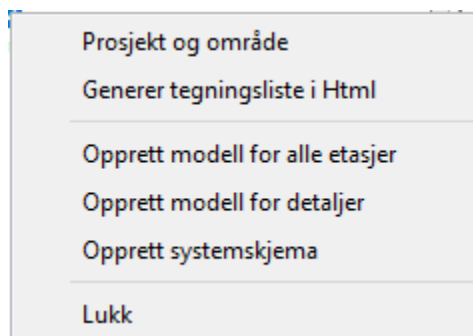 Prosjekt og område
Generer tegningsliste i Html
Opprett modell for alle etasjer
Opprett modell for detaljer
Opprett systemskjema
Lukk